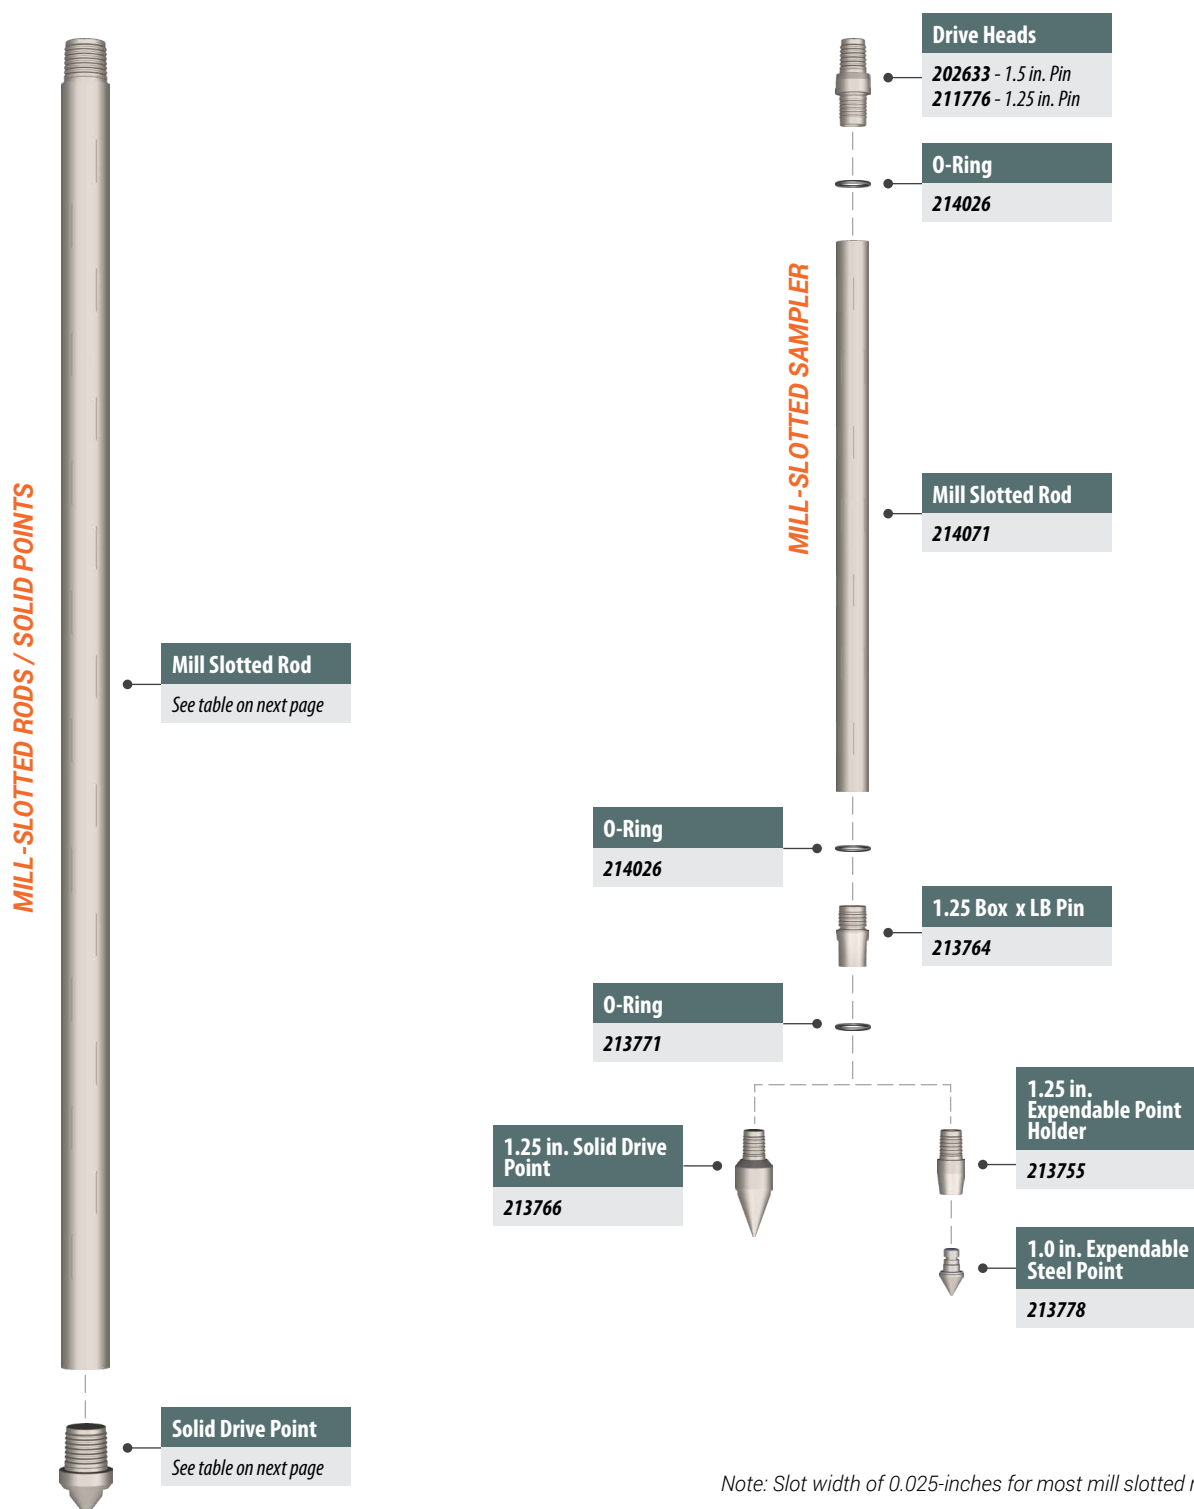 MILL-SLOTTED RODS / SOLID POINTS
Mill Slotted Rod
See table on next page
Solid Drive Point
See table on next page
MILL-SLOTTED SAMPLER
Drive Heads
202633 - 1.5 in. Pin
211776 - 1.25 in. Pin
O-Ring
214026
Mill Slotted Rod
214071
O-Ring
214026
1.25 Box x LB Pin
213764
O-Ring
213771
1.25 in. Solid Drive
Point
213766
1.25 in.
Expendable Point
Holder
213755
1.0 in. Expendable
Steel Point
213778
Note: Slot width of 0.025-inches for most mill slotted